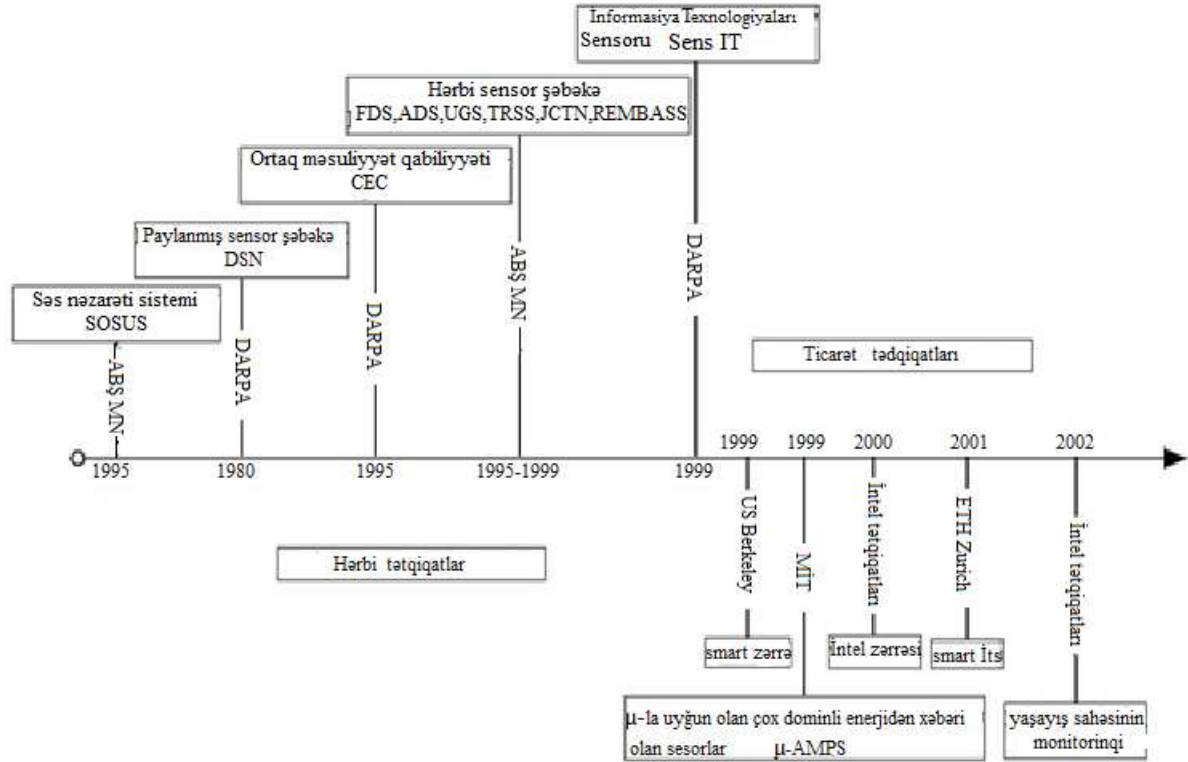 İnformasiya Texnologiyaları
Sensoru Sens IT
Hərbi sensor şəbəkə
FDS,ADS,UGS,TRSS,JCTN,REMBASS
Ortaq məsuliyyət qabiliyyəti
CEC
Paylanmış sensor şəbəkə
DSN
Səs nəzarəti sistemi
SOSUS
ABŞ MN
DARPA
DARPA
ABŞ MN
DARPA
Ticarət tədqiqatları
1995
1980
1995
1995-1999
1999
1999
1999
2000
2001
2002
Hərbi tətqiqatlar
US Berkeley
MİT
İntel tətqiqatları
ETH Zurich
İntel tətqiqatları
smart zərrə
İntel zərrəsi
smart İts
µ-la uyğun olan çox dominli enerjidən xəbəri
olan sesorlar µ-AMPS
yaşayış sahəsinin
monitorinqi